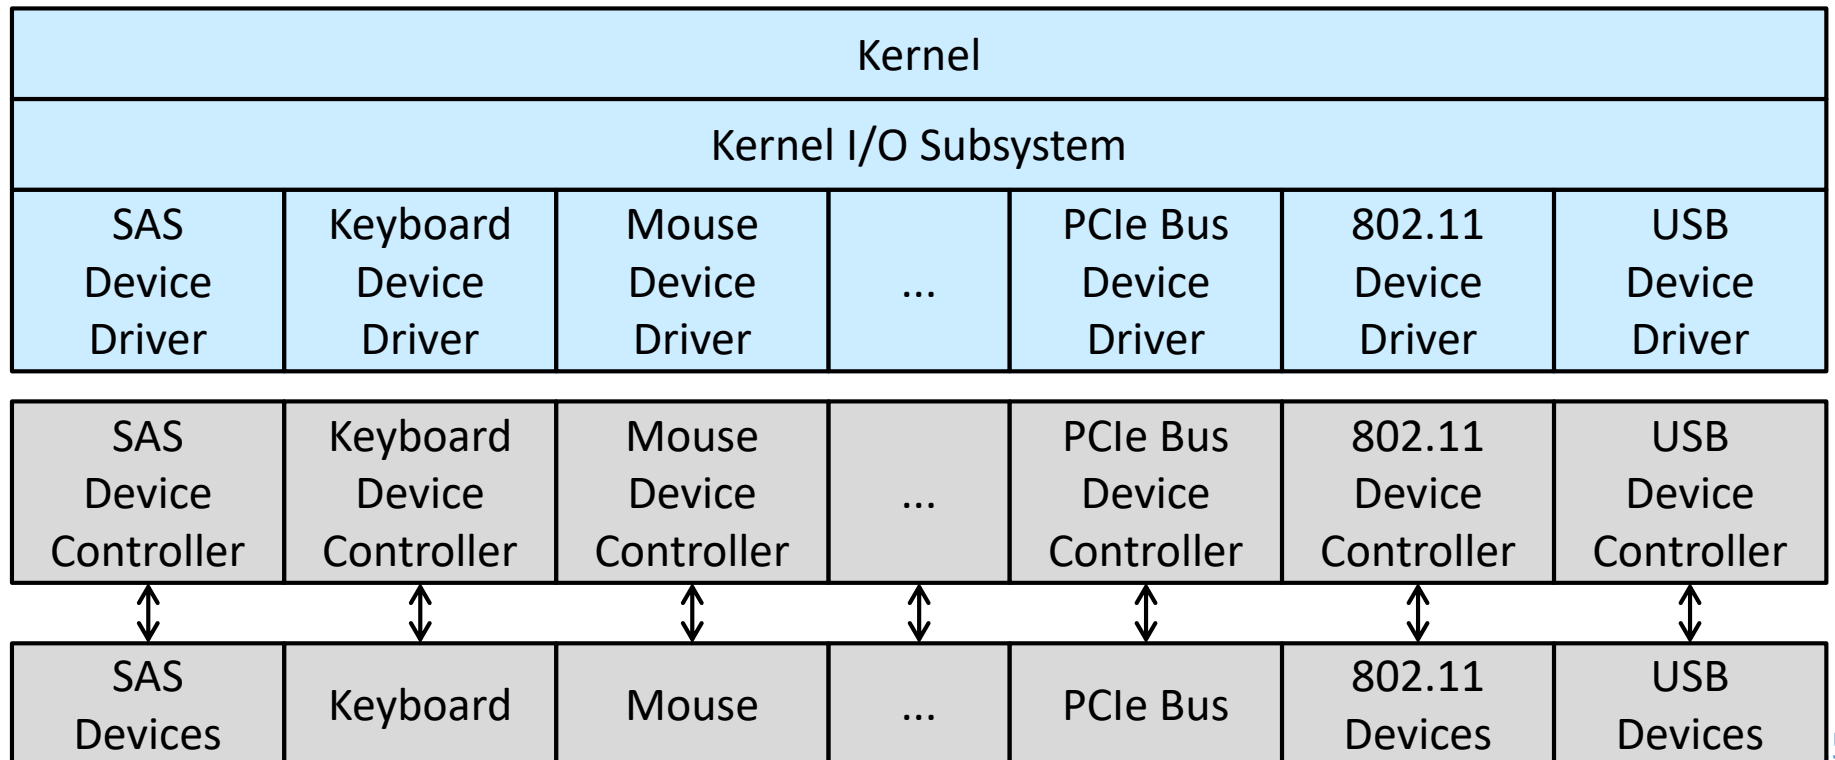 Kernel
Kernel I/O Subsystem
SAS Device Driver
Keyboard Device Driver
Mouse Device Driver
...
PCIe Bus Device Driver
802.11 Device Driver
USB Device Driver
SAS Device Controller
Keyboard Device Controller
Mouse Device Controller
...
PCIe Bus Device Controller
802.11 Device Controller
USB Device Controller
SAS Devices
Keyboard
Mouse
...
PCIe Bus
802.11 Devices
USB Devices